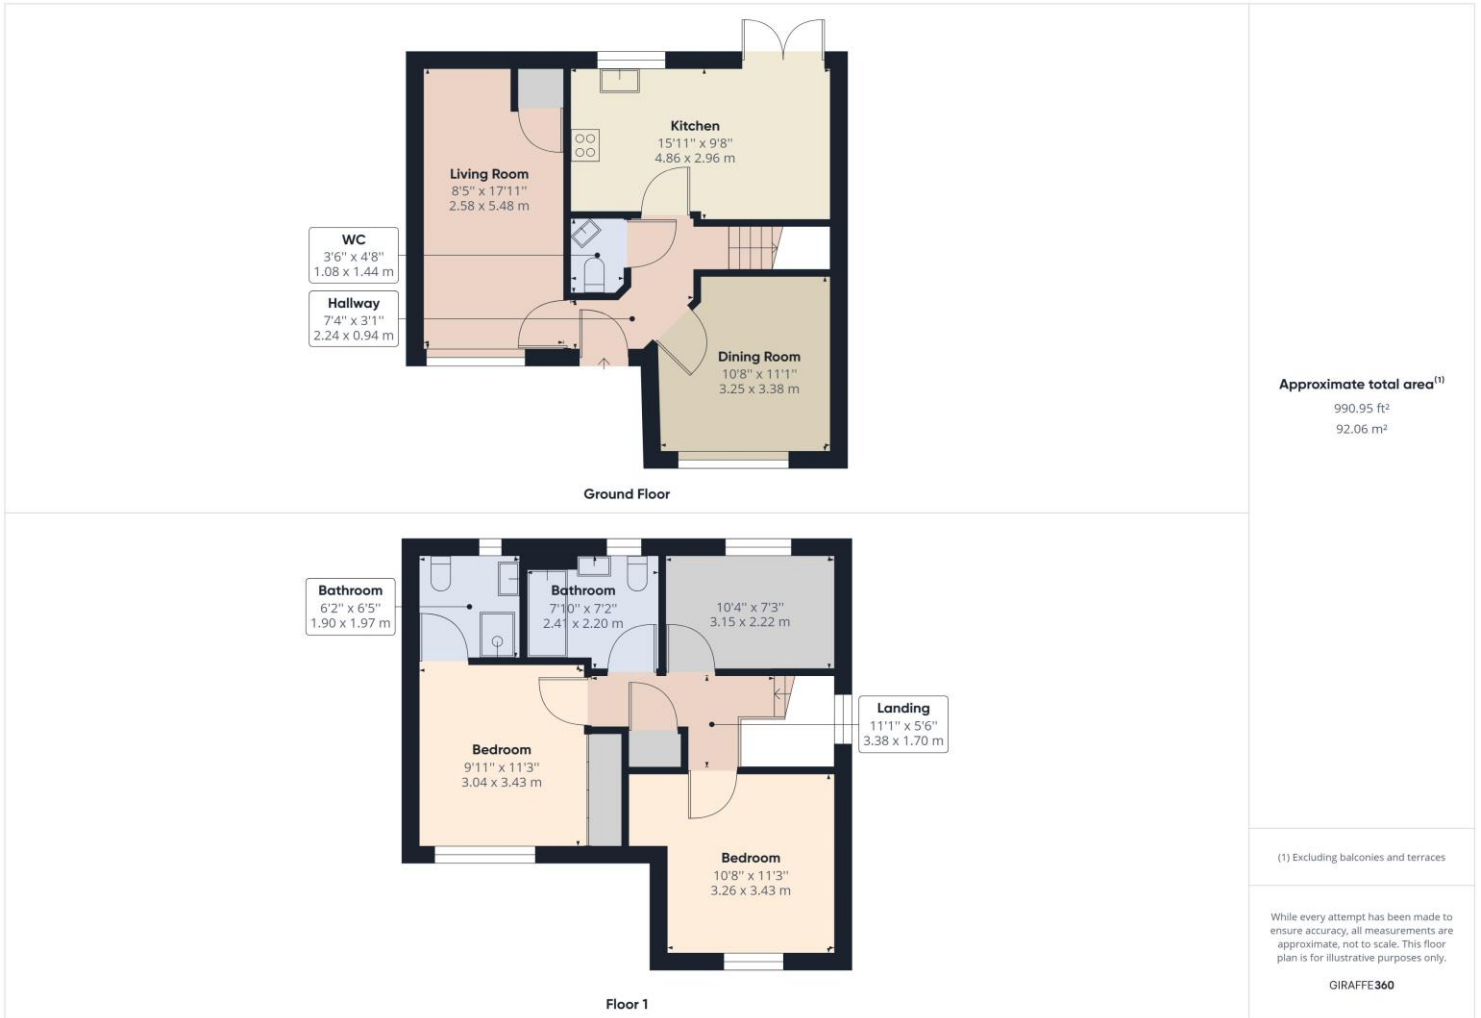 Kitchen
15'11" x 9'8"
4.86 x 2.96 m
Living Room
8'5" x 17'11"
2.58 x 5.48 m
WC
3'6" x 4'8"
1.08 x 1.44 m
Hallway
7'4" x 3'1"
2.24 x 0.94 m
Dining Room
10'8" x 11'1"
3.25 x 3.38 m
Ground Floor
Bathroom
6'2" x 6'5"
1.90 x 1.97 m
Bathroom
7'10" x 7'2"
2.41 x 2.20 m
10'4" x 7'3"
3.15 x 2.22 m
Landing
11'1" x 5'6"
3.38 x 1.70 m
Bedroom
9'11" x 11'3"
3.04 x 3.43 m
Bedroom
10'8" x 11'3"
3.26 x 3.43 m
Floor 1
Approximate total area(1)
990.95 ft²
92.06 m²
(1) Excluding balconies and terraces
While every attempt has been made to
ensure accuracy, all measurements are
approximate, not to scale. This floor
plan is for illustrative purposes only.
GIRAFFE360